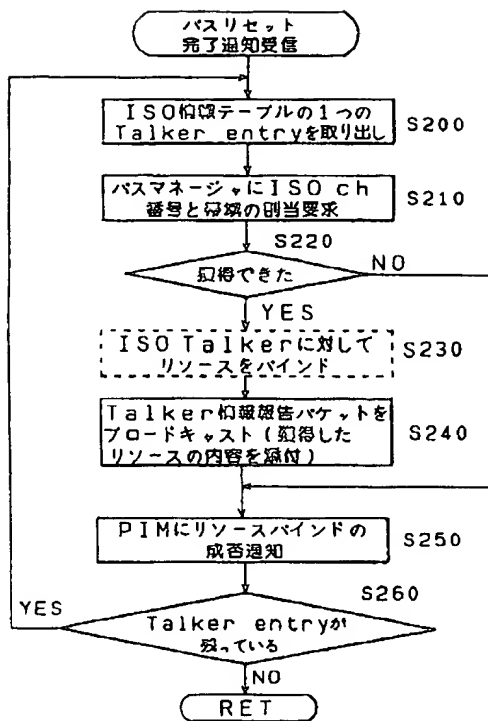 バスリセット
完了通知受信
ISO情報テーブルの1つの
Talker entryを取り出し
S200
バスマネージャにISO ch
番号と帯域の割当要求
S210
S220
獲得できた
NO
YES
ISO Talkerに対して
リソースをバインド
S230
Talker情報報告パケットを
ブロードキャスト(獲得した
リソースの内容を添付)
S240
PIMにリソースバインドの
成否通知
S250
S260
YES
Talker entryが
残っている
NO
RET